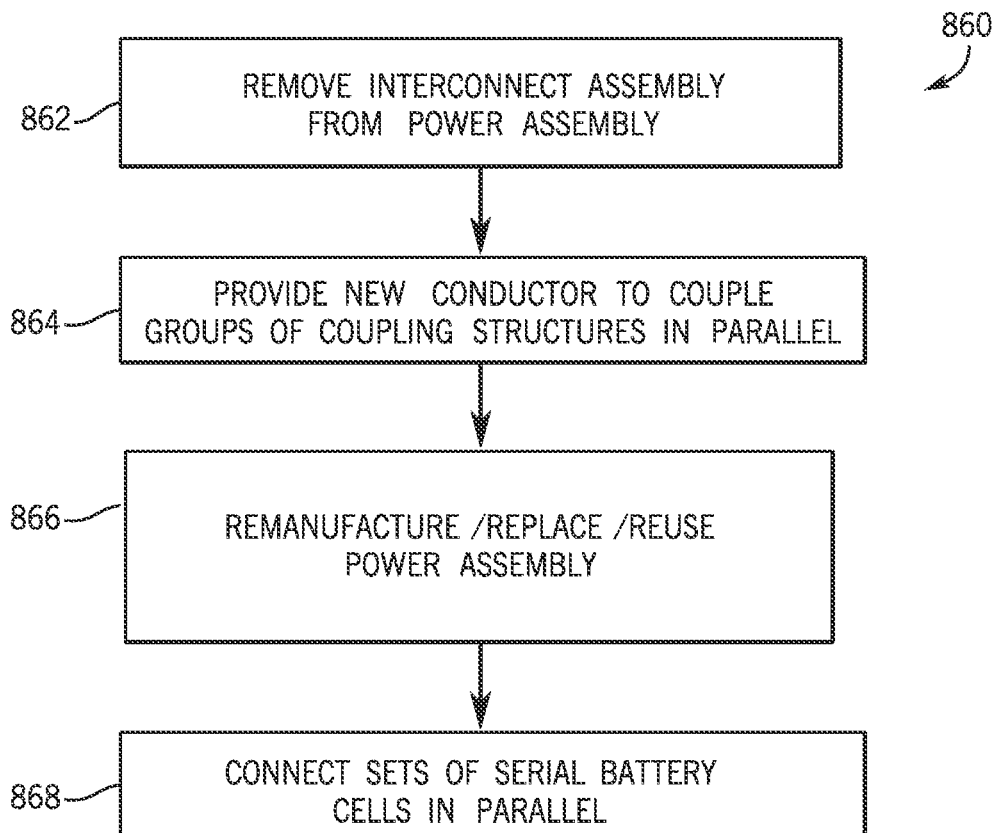 860
862
REMOVE INTERCONNECT ASSEMBLY
FROM POWER ASSEMBLY
864
PROVIDE NEW CONDUCTOR TO COUPLE
GROUPS OF COUPLING STRUCTURES IN PARALLEL
866
REMANUFACTURE /REPLACE /REUSE
POWER ASSEMBLY
868
CONNECT SETS OF SERIAL BATTERY
CELLS IN PARALLEL